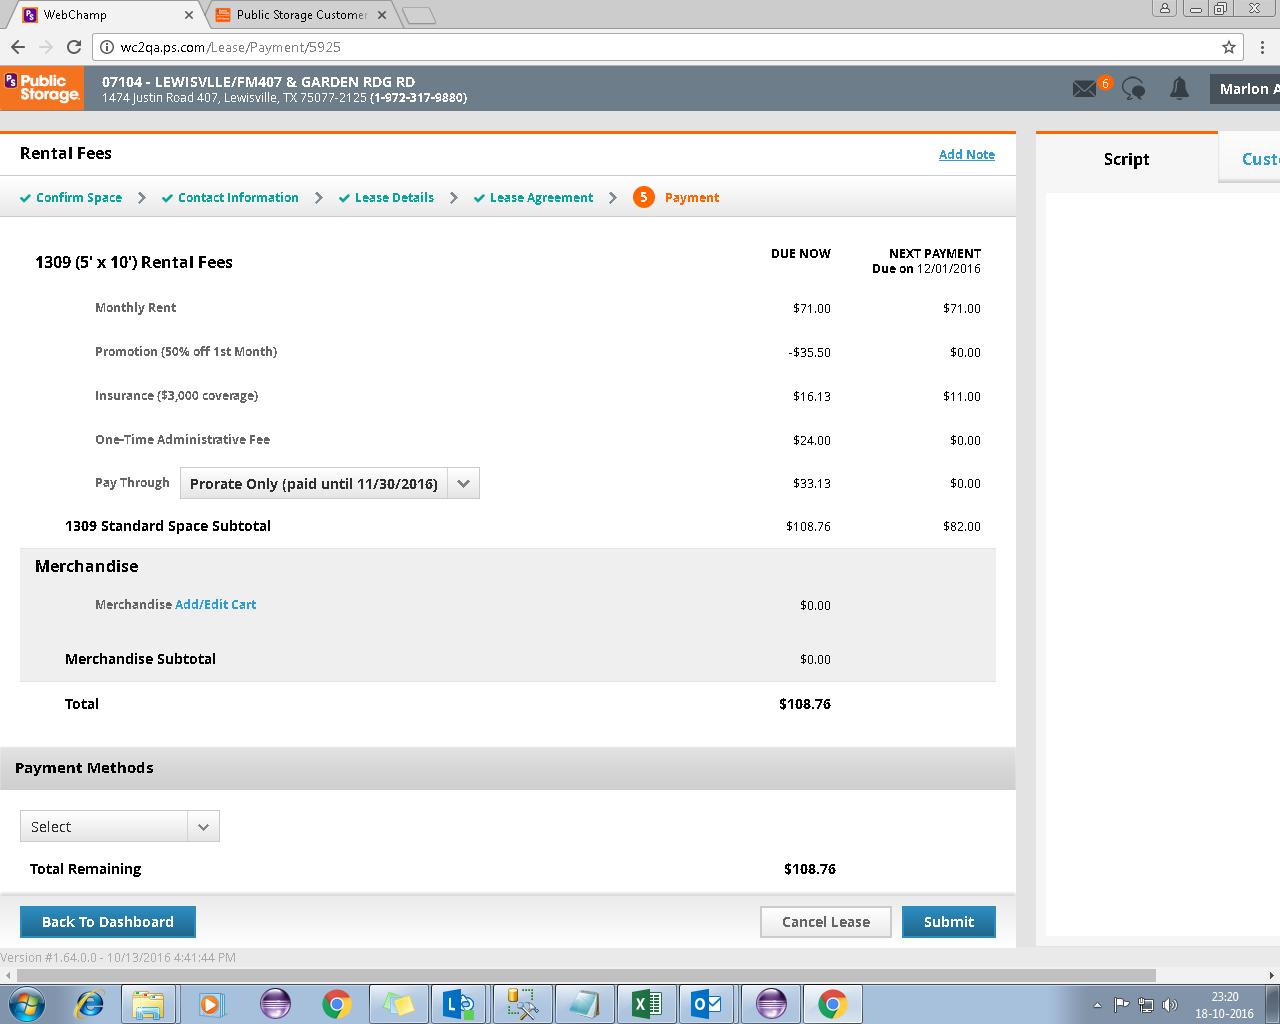 WebChamp
Public Storage Customer
wc2qa.ps.com/Lease/Payment/5925
PS Public Storage.
07104 - LEWISVLLE/FM407 & GARDEN RDG RD
1474 Justin Road 407, Lewisville, TX 75077-2125 (1-972-317-9880)
6
Marlon A
Rental Fees
Add Note
Script
Cust
Confirm Space
Contact Information
Lease Details
Lease Agreement
5 Payment
1309 (5' x 10') Rental Fees
DUE NOW
NEXT PAYMENT
Due on 12/01/2016
Monthly Rent $71.00 $71.00
Promotion (50% off 1st Month) -$35.50 $0.00
Insurance ($3,000 coverage) $16.13 $11.00
One-Time Administrative Fee $24.00 $0.00
Pay Through Prorate Only (paid until 11/30/2016) $33.13 $0.00
1309 Standard Space Subtotal $108.76 $82.00
Merchandise
Merchandise Add/Edit Cart $0.00
Merchandise Subtotal $0.00
Total $108.76
Payment Methods
Select
Total Remaining $108.76
Back To Dashboard
Cancel Lease
Submit
Version #1.64.0.0 - 10/13/2016 4:41:44 PM
23:20
18-10-2016